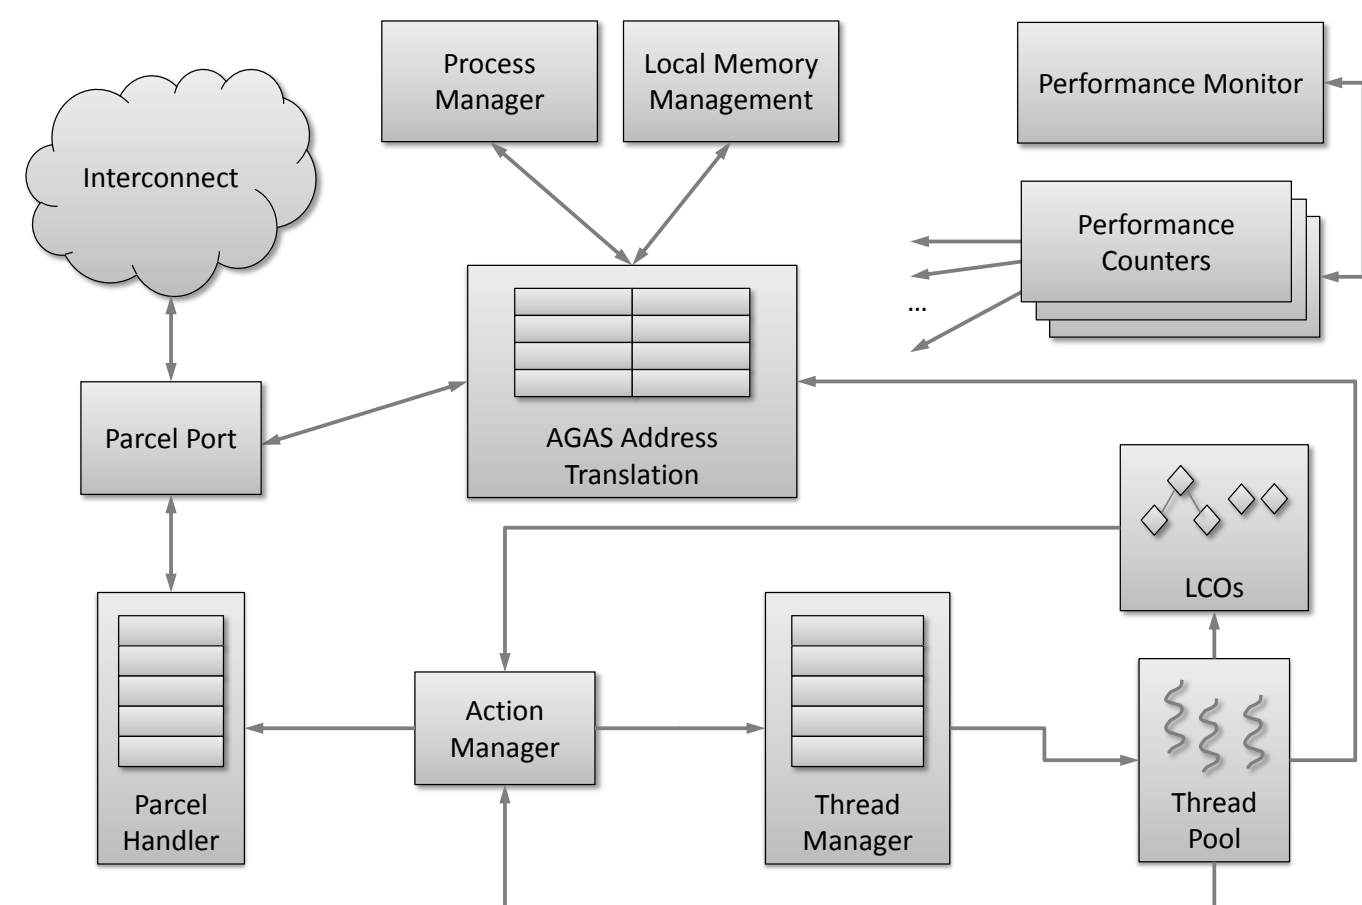 Process
Manager
Local Memory
Management
Performance Monitor
Interconnect
Performance
Counters
...
Parcel Port
AGAS Address
Translation
LCOs
Action
Manager
Parcel
Handler
Thread
Manager
Thread
Pool